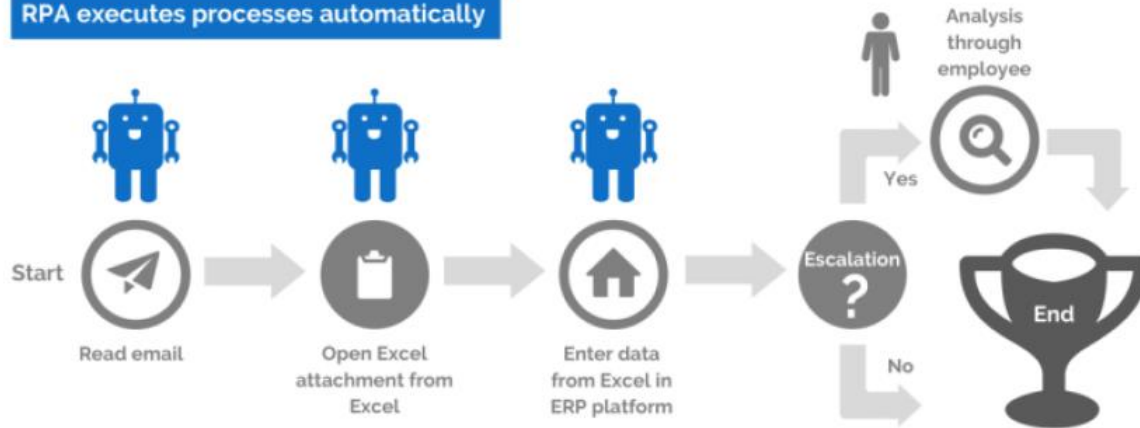 RPA executes processes automatically
Analysis
through
employee
Yes
Start
Escalation
?
End
No
Read email
Open Excel
attachment from
Excel
Enter data
from Excel in
ERP platform